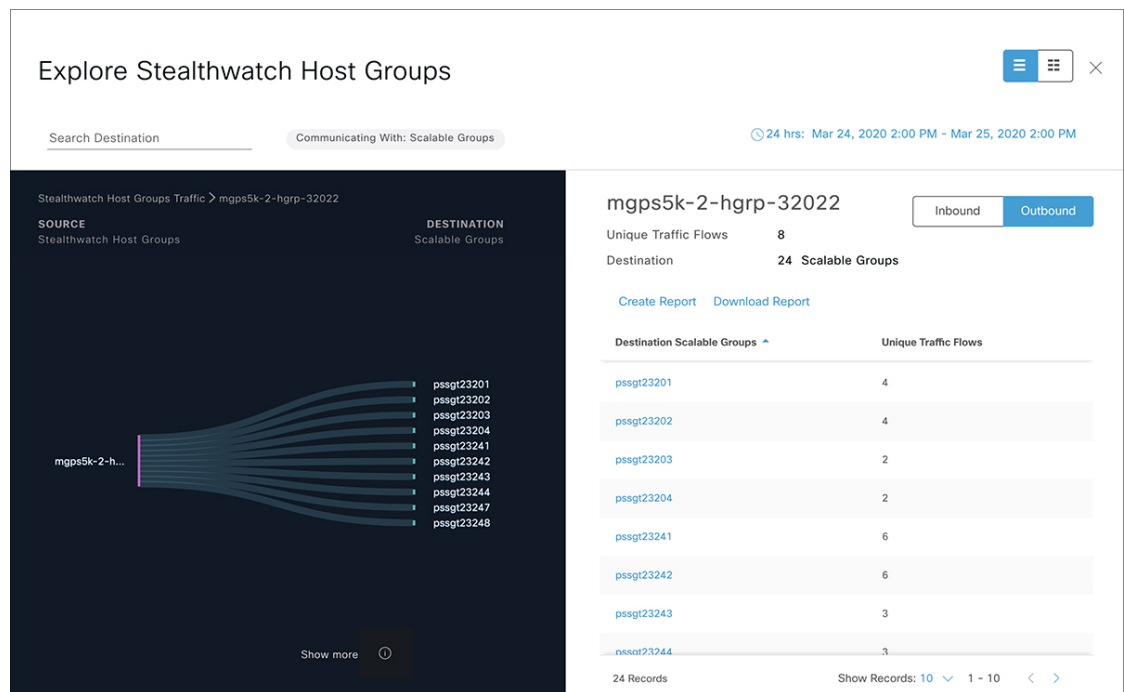 Explore Stealthwatch Host Groups
Search Destination
Communicating With: Scalable Groups
24 hrs: Mar 24, 2020 2:00 PM - Mar 25, 2020 2:00 PM
Stealthwatch Host Groups Traffic > mgps5k-2-hgrp-32022
SOURCE
Stealthwatch Host Groups
DESTINATION
Scalable Groups
mgps5k-2-h...
pssgt23201
pssgt23202
pssgt23203
pssgt23204
pssgt23241
pssgt23242
pssgt23243
pssgt23244
pssgt23247
pssgt23248
Show more
mgps5k-2-hgrp-32022
Inbound
Outbound
Unique Traffic Flows 8
Destination 24 Scalable Groups
Create Report Download Report
Destination Scalable Groups Unique Traffic Flows
pssgt23201 4
pssgt23202 4
pssgt23203 2
pssgt23204 2
pssgt23241 6
pssgt23242 6
pssgt23243 3
pssgt23244 3
24 Records Show Records: 10 1 - 10